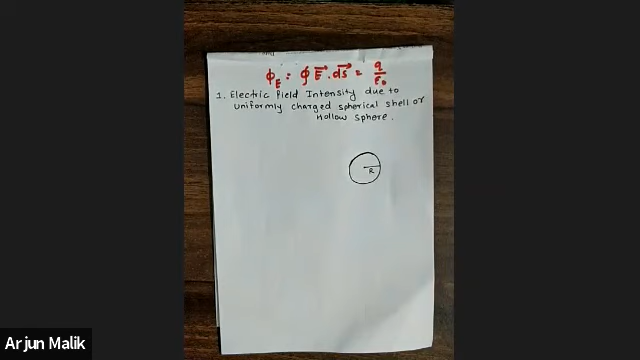 ϕE = ∮ E⃗ . ds⃗ = q/ε₀
1. Electric field Intensity due to
uniformly charged spherical shell or
Hollow sphere.
R
Arjun Malik